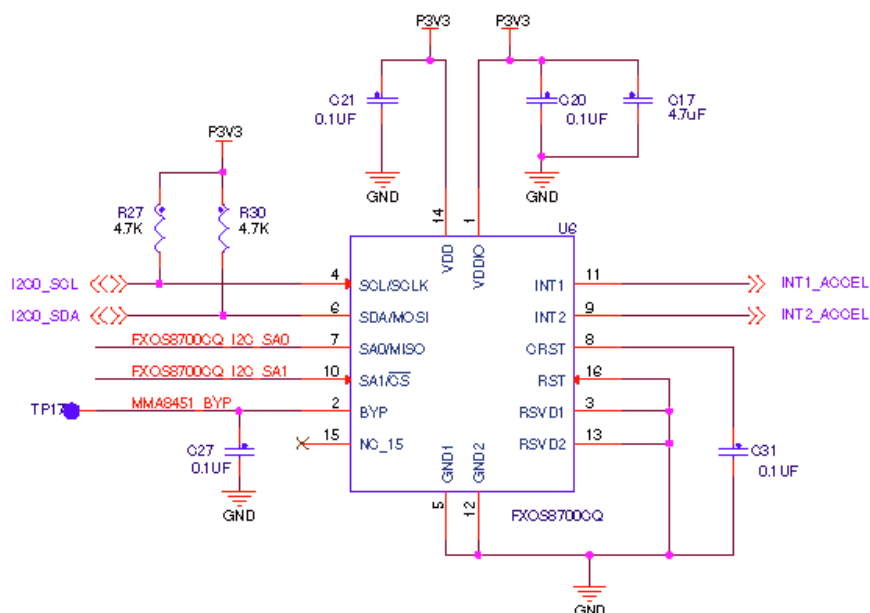 P3V3
P3V3
C21
0.1UF
C20
0.1UF
C17
4.7uF
GND
GND
P3V3
R27
4.7K
R30
4.7K
14
1
U6
VDD
VDDIO
I2C0_SCL
4
SCL/SCLK
INT1
11
INT1_ACCEL
I2C0_SDA
6
SDA/MOSI
INT2
9
INT2_ACCEL
FXOS8700CQ_I2C_SA0
7
SA0/MISO
CRST
8
FXOS8700CQ_I2C_SA1
10
SA1/CS
RST
16
TP17
MMA8451_BYP
2
BYP
RSVD1
3
15
NC_15
RSVD2
13
C27
0.1UF
GND1
GND2
C31
0.1UF
GND
5
12
FXOS8700CQ
GND